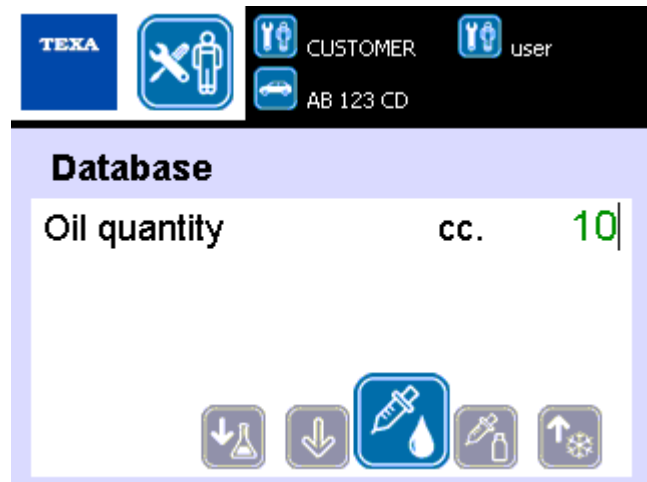 TEXA
CUSTOMER user
AB 123 CD
Database
Oil quantity cc. 10